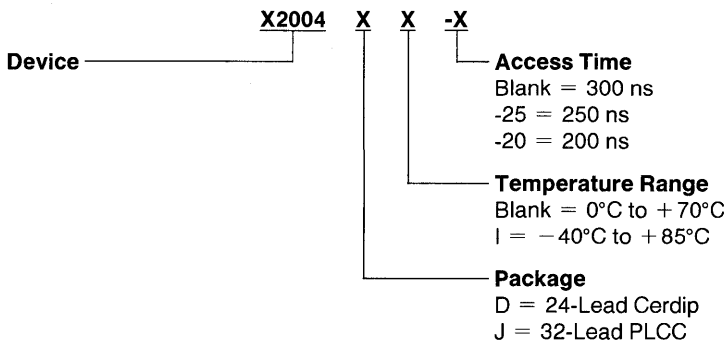 X2004 X X -X
Device
Access Time
Blank = 300 ns
-25 = 250 ns
-20 = 200 ns
Temperature Range
Blank = 0°C to +70°C
I = −40°C to +85°C
Package
D = 24-Lead Cerdip
J = 32-Lead PLCC